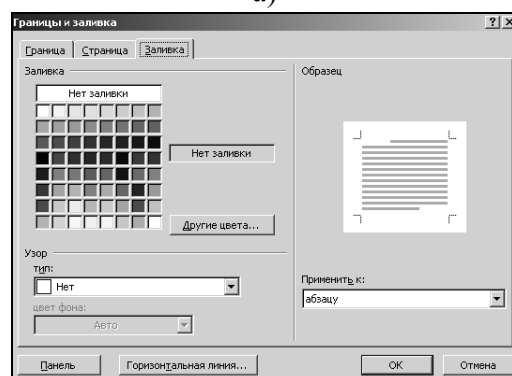 а)
Границы и заливка
Граница Страница Заливка
Заливка
Образец
Нет заливки
Нет заливки
Другие цвета...
Узор
тип:
Нет
Применить к:
абзацу
цвет фона:
Авто
Панель Горизонтальная линия... ОК Отмена